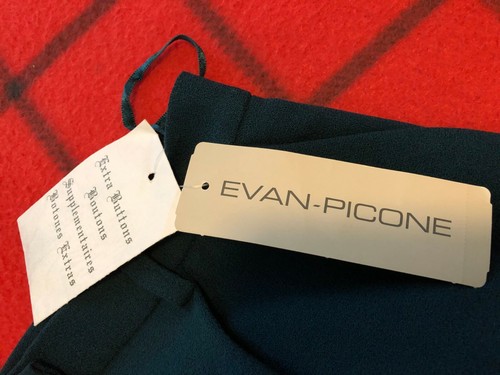 Extra Buttons
Boutons
Supplementaires
Botones Extras
EVAN-PICONE